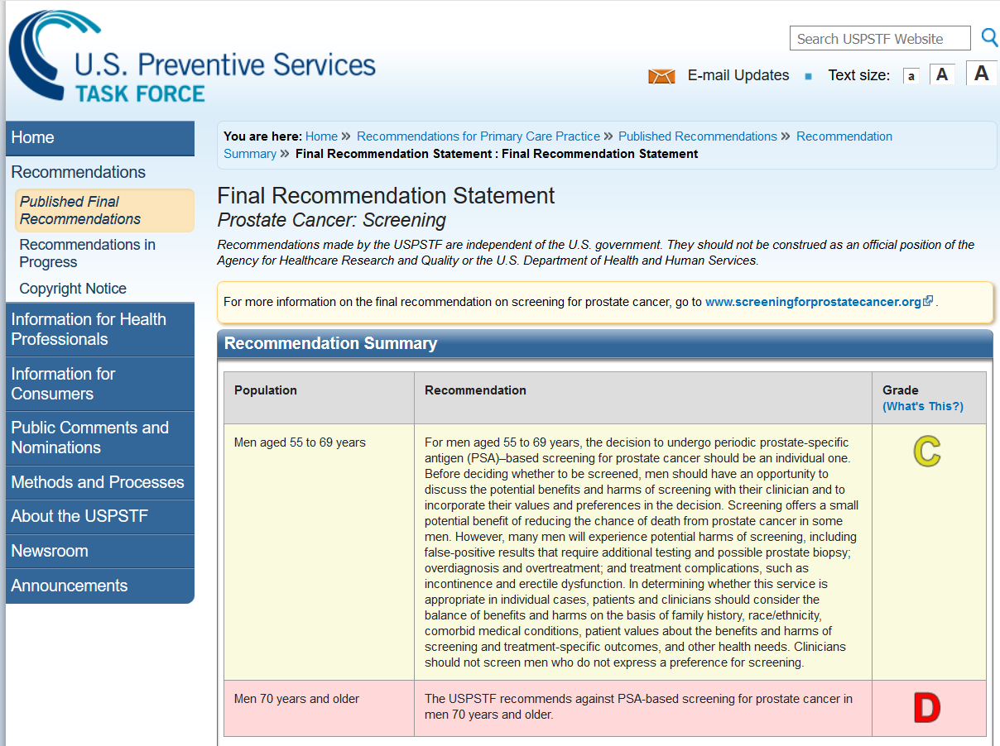 U.S. Preventive Services
TASK FORCE
Search USPSTF Website
E-mail Updates Text size: a A A
Home
Recommendations
Published Final
Recommendations
Recommendations in
Progress
Copyright Notice
Information for Health
Professionals
Information for
Consumers
Public Comments and
Nominations
Methods and Processes
About the USPSTF
Newsroom
Announcements
You are here: Home » Recommendations for Primary Care Practice » Published Recommendations » Recommendation
Summary » Final Recommendation Statement : Final Recommendation Statement
Final Recommendation Statement
Prostate Cancer: Screening
Recommendations made by the USPSTF are independent of the U.S. government. They should not be construed as an official position of the
Agency for Healthcare Research and Quality or the U.S. Department of Health and Human Services.
For more information on the final recommendation on screening for prostate cancer, go to www.screeningforprostatecancer.org .
Recommendation Summary
Population Recommendation Grade
(What's This?)
Men aged 55 to 69 years
For men aged 55 to 69 years, the decision to undergo periodic prostate-specific
antigen (PSA)–based screening for prostate cancer should be an individual one.
Before deciding whether to be screened, men should have an opportunity to
discuss the potential benefits and harms of screening with their clinician and to
incorporate their values and preferences in the decision. Screening offers a small
potential benefit of reducing the chance of death from prostate cancer in some
men. However, many men will experience potential harms of screening, including
false-positive results that require additional testing and possible prostate biopsy;
overdiagnosis and overtreatment; and treatment complications, such as
incontinence and erectile dysfunction. In determining whether this service is
appropriate in individual cases, patients and clinicians should consider the
balance of benefits and harms on the basis of family history, race/ethnicity,
comorbid medical conditions, patient values about the benefits and harms of
screening and treatment-specific outcomes, and other health needs. Clinicians
should not screen men who do not express a preference for screening.
C
Men 70 years and older
The USPSTF recommends against PSA-based screening for prostate cancer in
men 70 years and older.
D